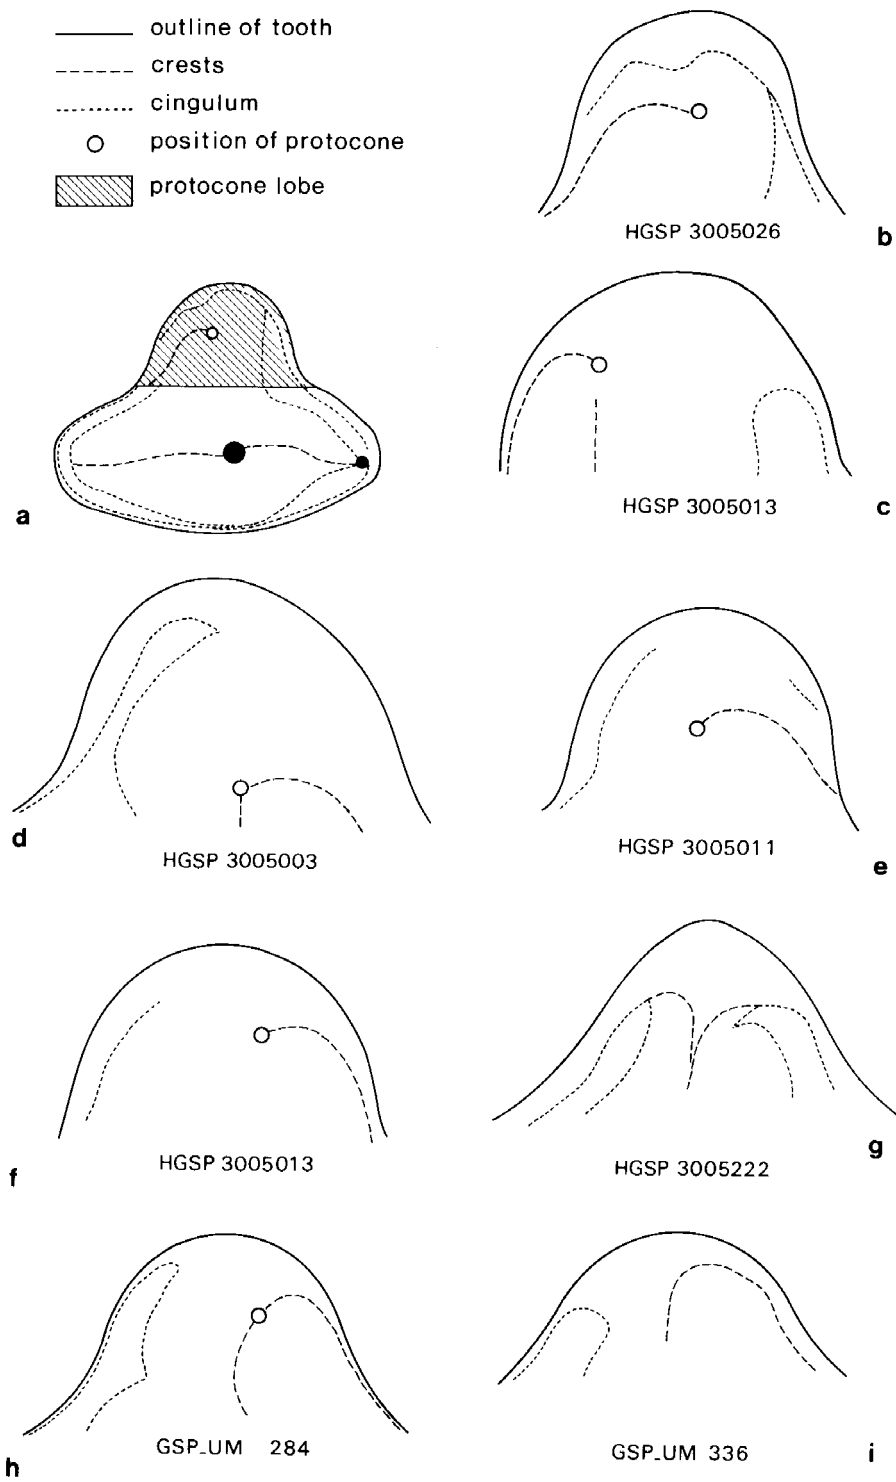 outline of tooth
crests
cingulum
position of protocone
protocone lobe
HGSP 3005026
b
a
HGSP 3005013
c
d
HGSP 3005003
HGSP 3005011
e
HGSP 3005013
f
HGSP 3005222
g
GSP-UM 284
h
GSP-UM 336
i